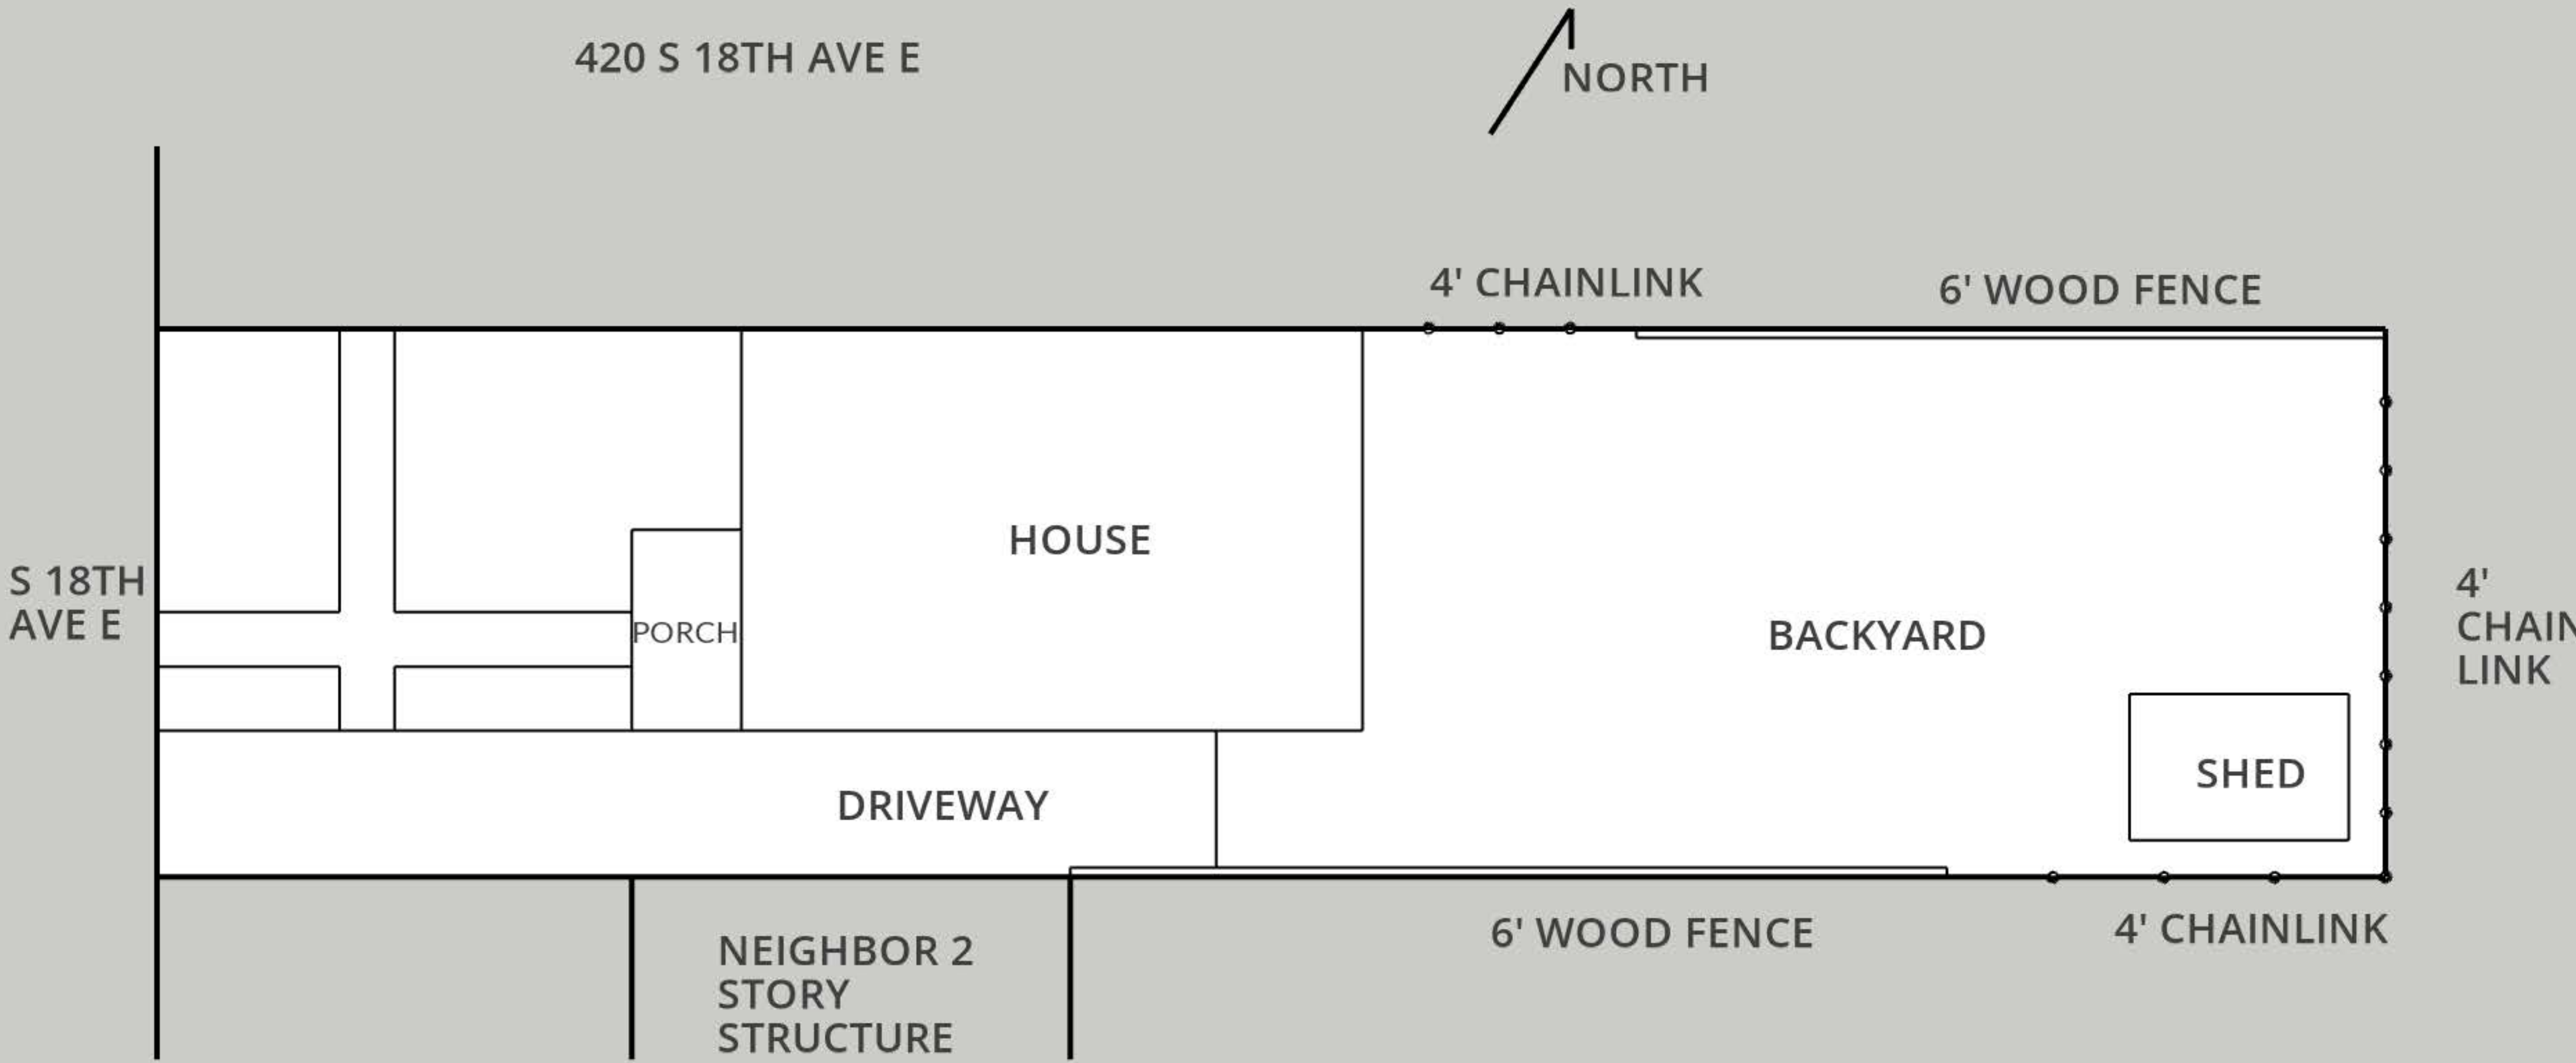 420 S 18TH AVE E
NORTH
4' CHAINLINK
6' WOOD FENCE
HOUSE
S 18TH
AVE E
PORCH
BACKYARD
4'
CHAIN
LINK
SHED
DRIVEWAY
6' WOOD FENCE
4' CHAINLINK
NEIGHBOR 2
STORY
STRUCTURE